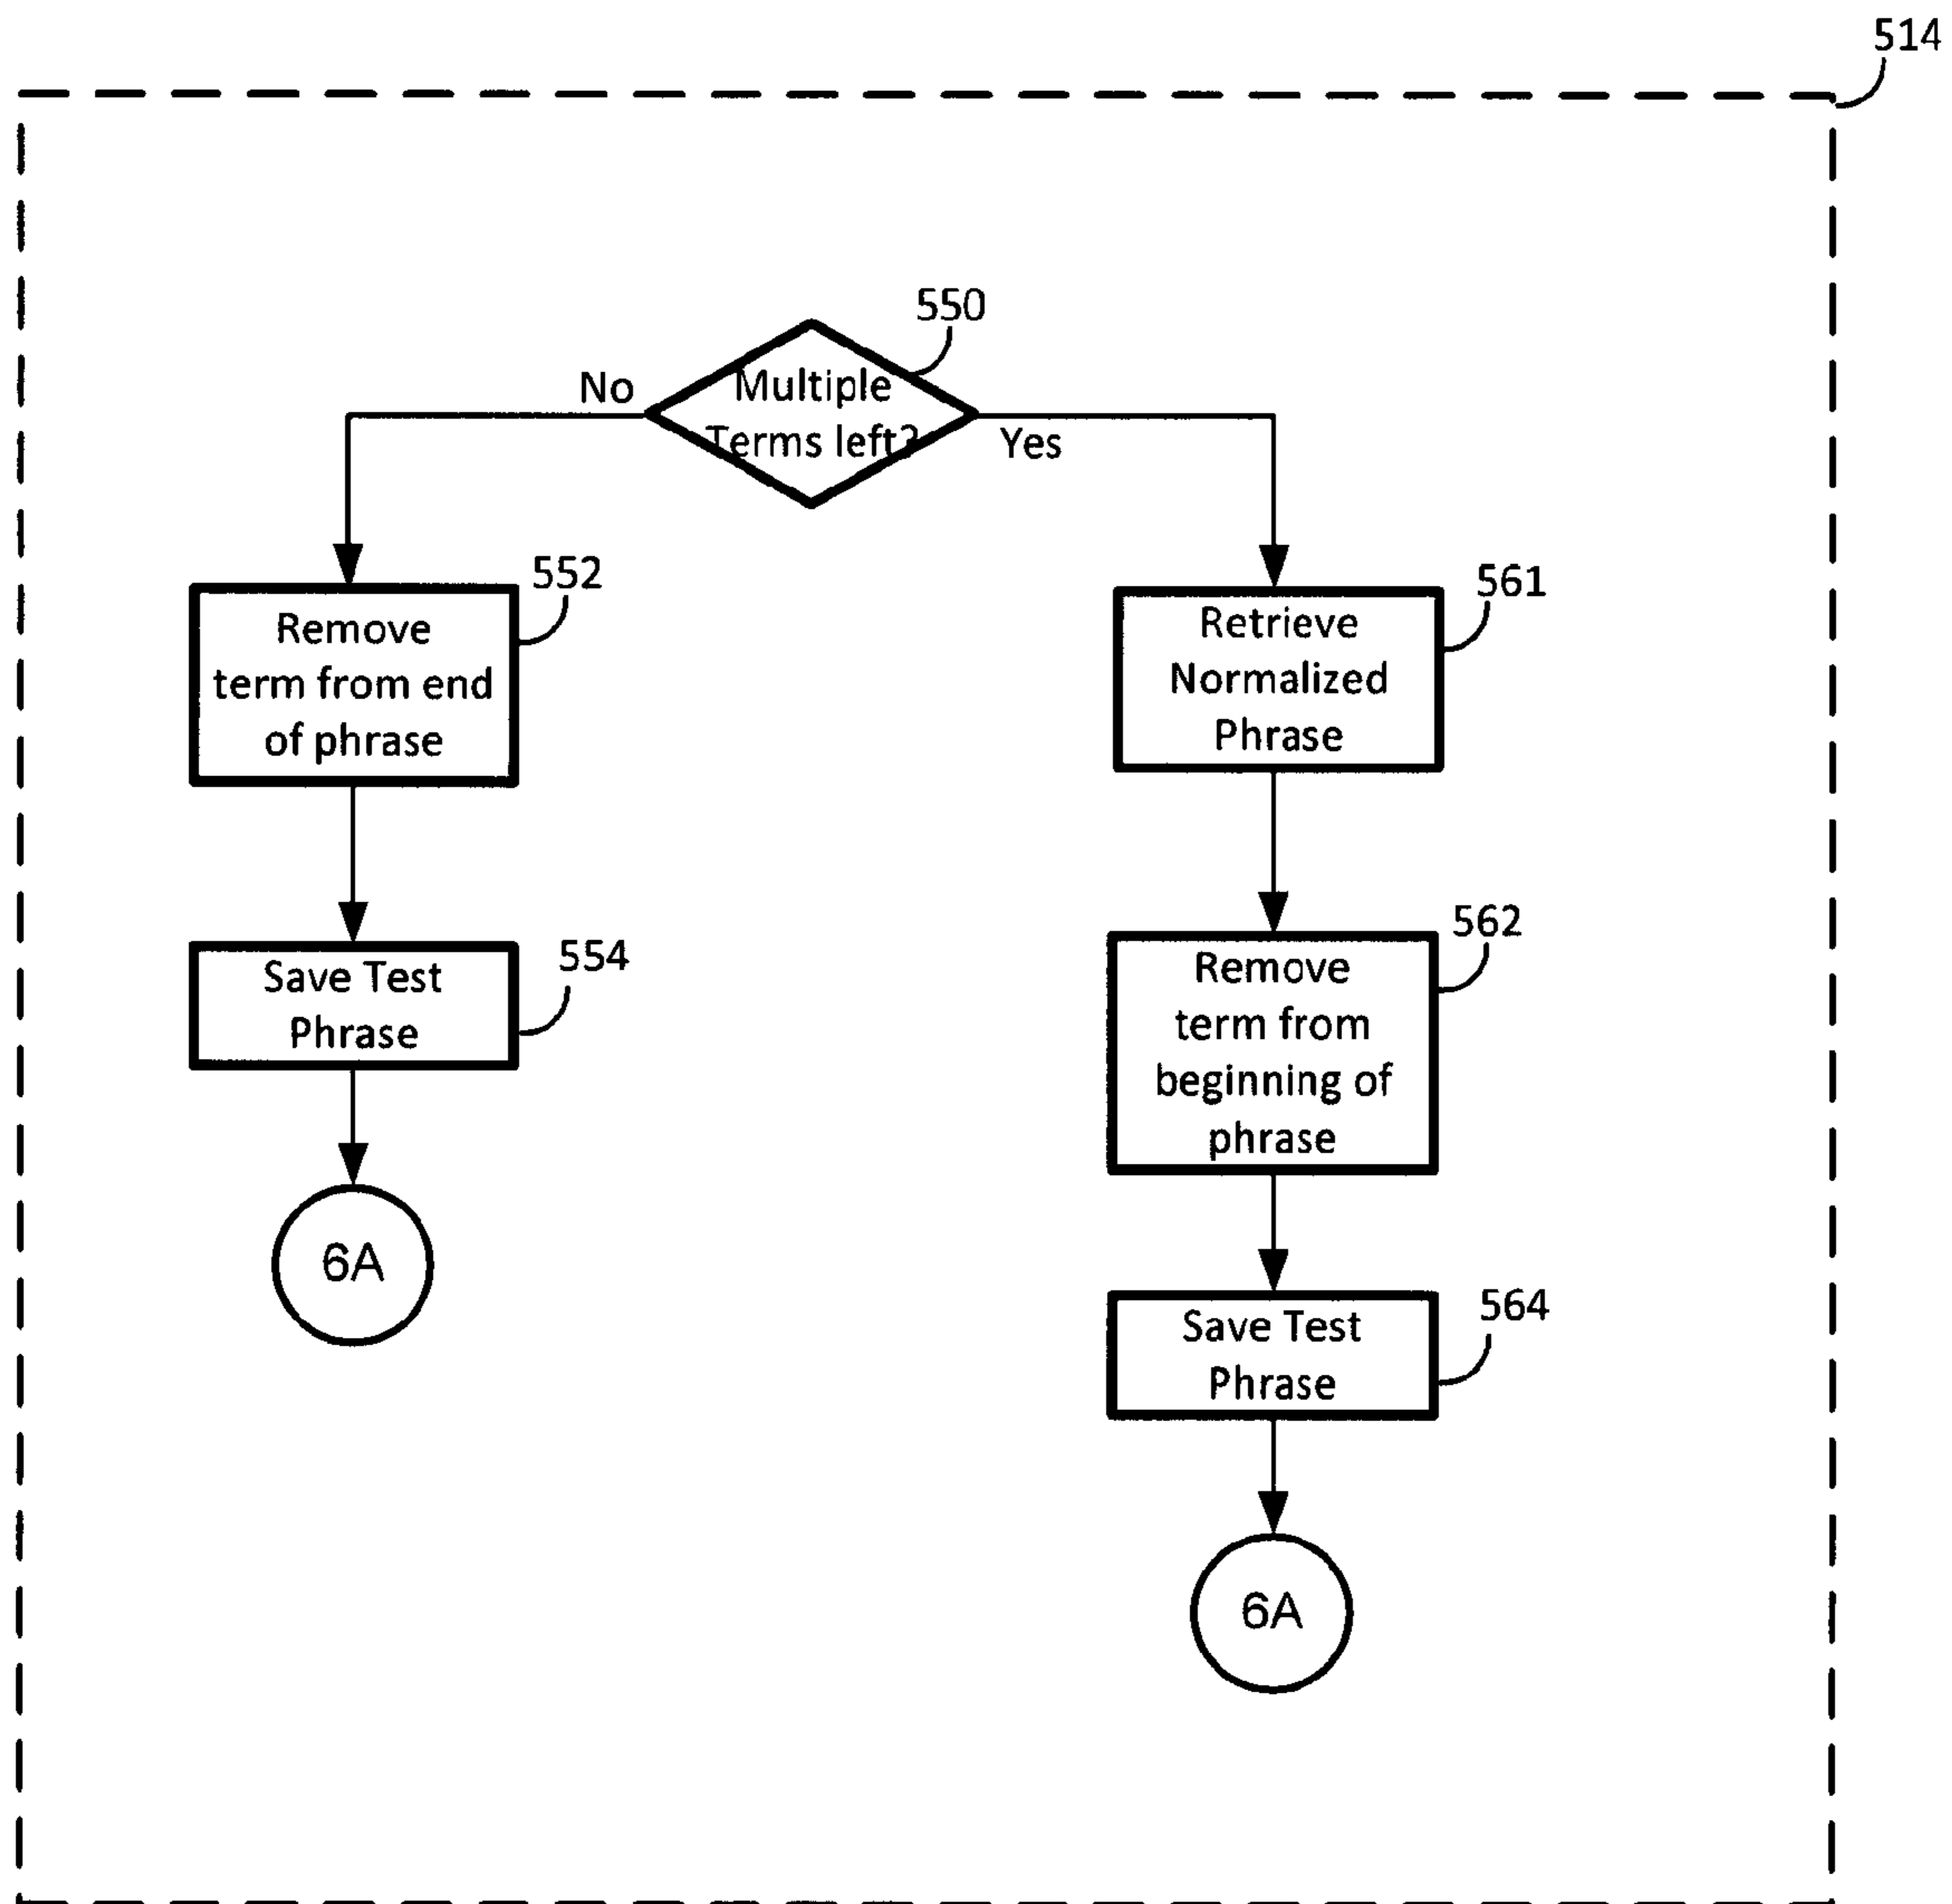 514
550
No
Multiple
Terms left?
Yes
552
Remove
term from end
of phrase
561
Retrieve
Normalized
Phrase
554
Save Test
Phrase
562
Remove
term from
beginning of
phrase
6A
564
Save Test
Phrase
6A